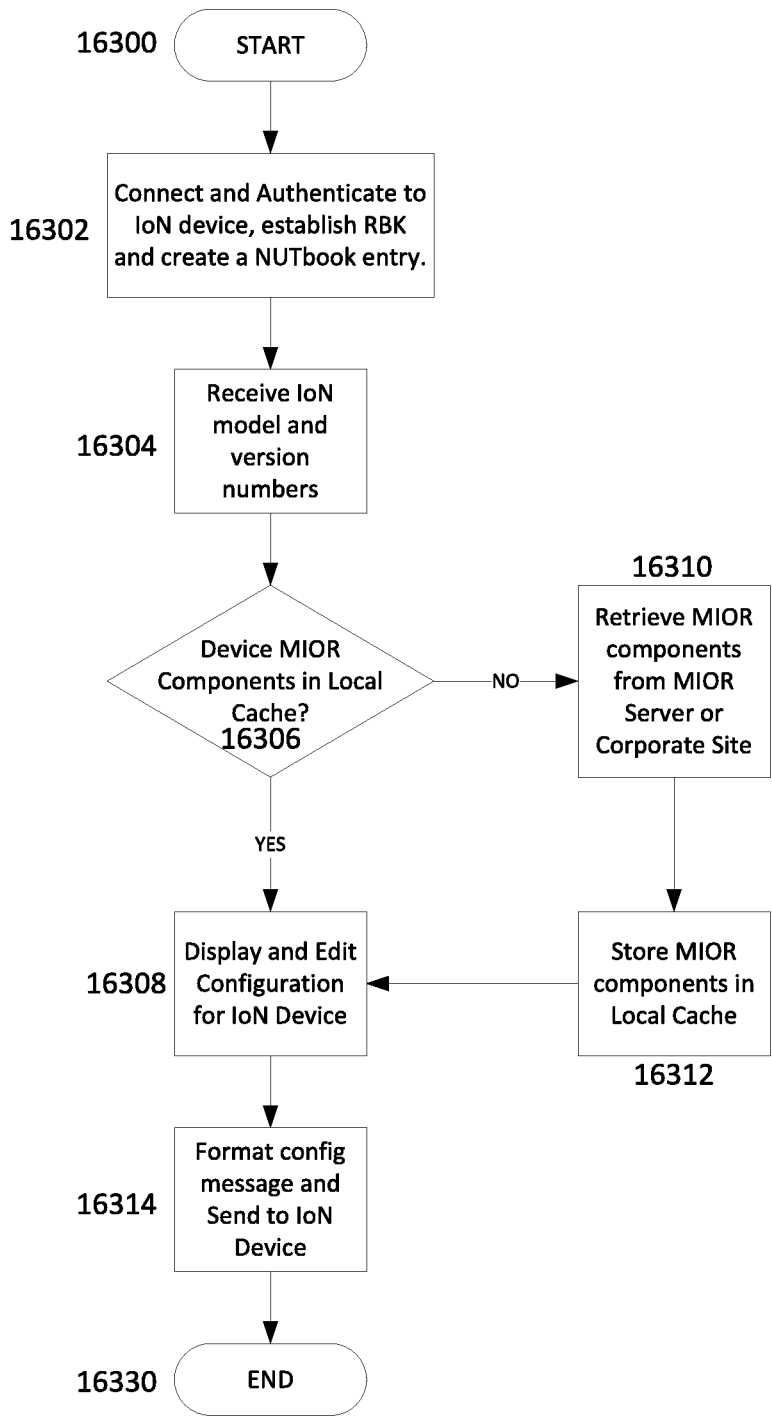 16300
START
16302
Connect and Authenticate to
IoN device, establish RBK
and create a NUTbook entry.
16304
Receive IoN
model and
version
numbers
Device MIOR
Components in Local
Cache?
16306
NO
16310
Retrieve MIOR
components
from MIOR
Server or
Corporate Site
YES
16308
Display and Edit
Configuration
for IoN Device
Store MIOR
components in
Local Cache
16312
16314
Format config
message and
Send to IoN
Device
16330
END